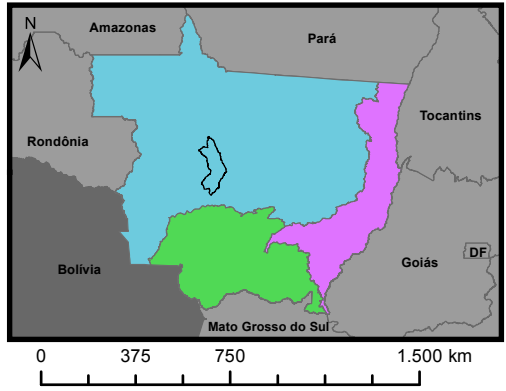 N
Amazonas
Pará
Tocantins
Rondônia
Bolívia
Goiás
DF
Mato Grosso do Sul
0 375 750 1.500 km